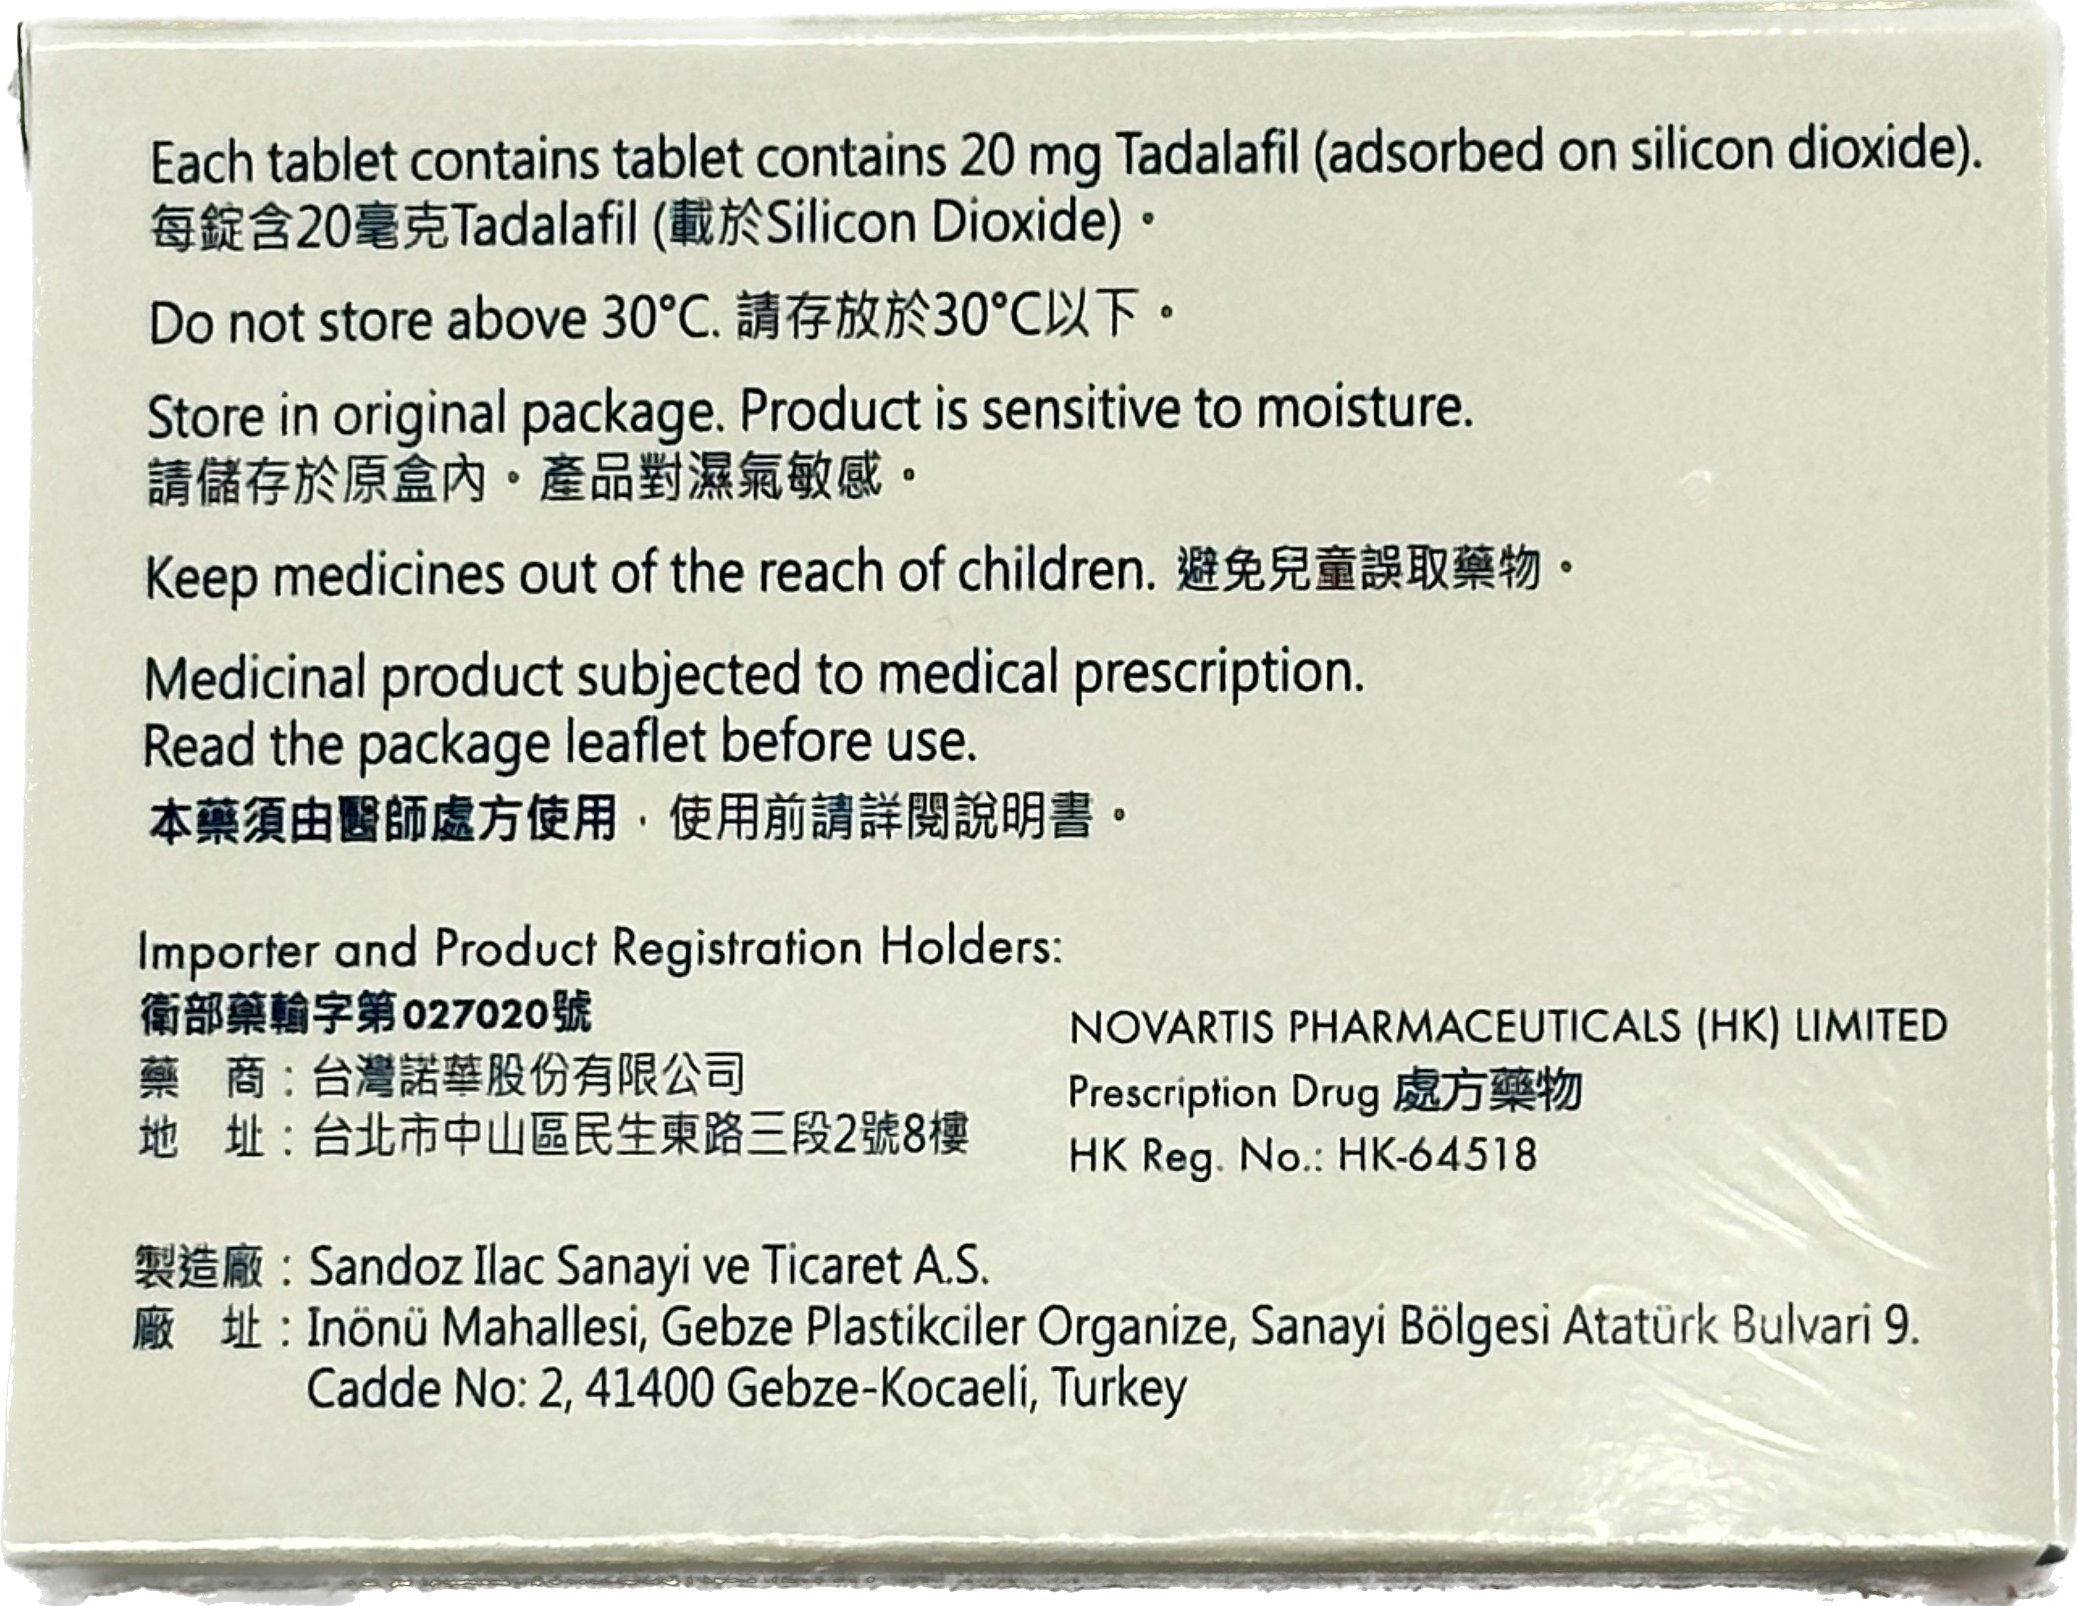 Each tablet contains tablet contains 20 mg Tadalafil (adsorbed on silicon dioxide).
每錠含20毫克Tadalafil (載於Silicon Dioxide)。
Do not store above 30°C. 請存放於30°C以下。
Store in original package. Product is sensitive to moisture.
請儲存於原盒內。產品對濕氣敏感。
Keep medicines out of the reach of children. 避免兒童誤取藥物。
Medicinal product subjected to medical prescription.
Read the package leaflet before use.
本藥須由醫師處方使用，使用前請詳閱說明書。
Importer and Product Registration Holders:
衛部藥輸字第027020號
藥　商：台灣諾華股份有限公司
地　址：台北市中山區民生東路三段2號8樓
NOVARTIS PHARMACEUTICALS (HK) LIMITED
Prescription Drug 處方藥物
HK Reg. No.: HK-64518
製造廠：Sandoz Ilac Sanayi ve Ticaret A.S.
廠　址：Inönü Mahallesi, Gebze Plastikciler Organize, Sanayi Bölgesi Atatürk Bulvari 9.
Cadde No: 2, 41400 Gebze-Kocaeli, Turkey